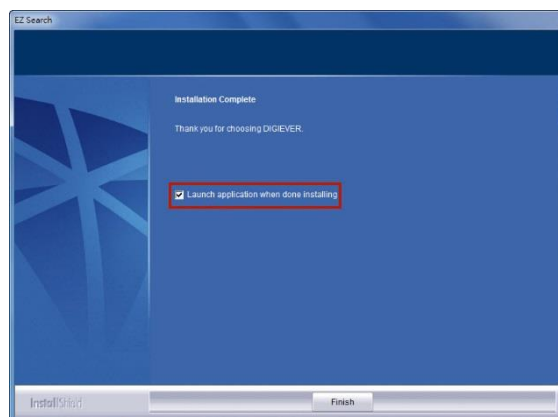 EZ Search
Installation Complete
Thank you for choosing DIGIEVER.
Launch application when done installing
InstallShield
Finish